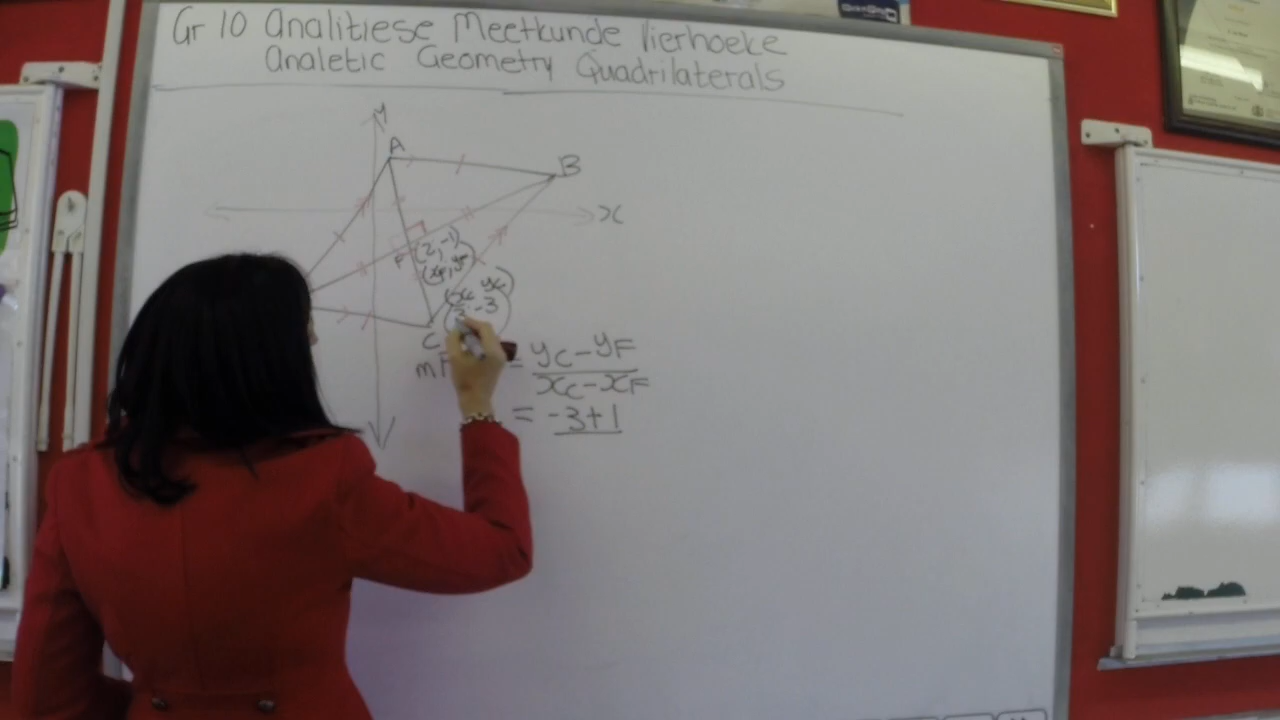 Gr 10 Analitiese Meetkunde Vierhoeke
Analetic Geometry Quadrilaterals
y
A
B
x
F
(2,-1)
(xF, yF)
(xC, yC)
3,-3
C
mF = yC - yF
xC - xF
= -3+1